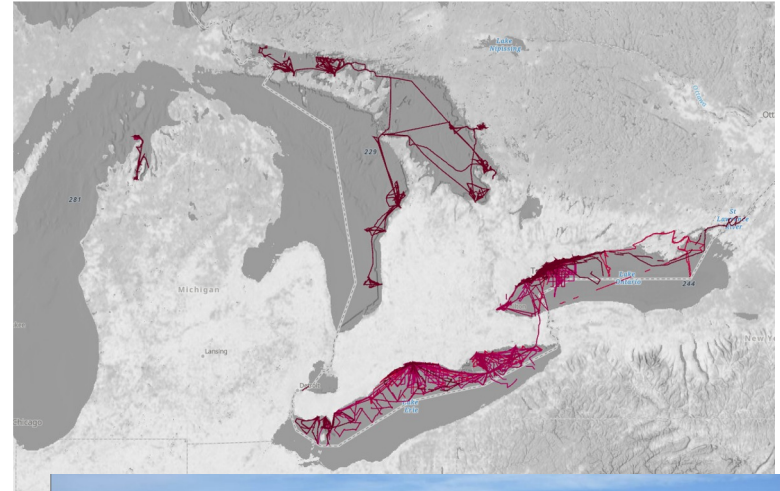 Lake
Nipissing
Ott
229
281
St
Lawrence
River
Michigan
Lake
Ontario
244
New Yo
Lansing
Detroit
Lake
Erie
Chicago